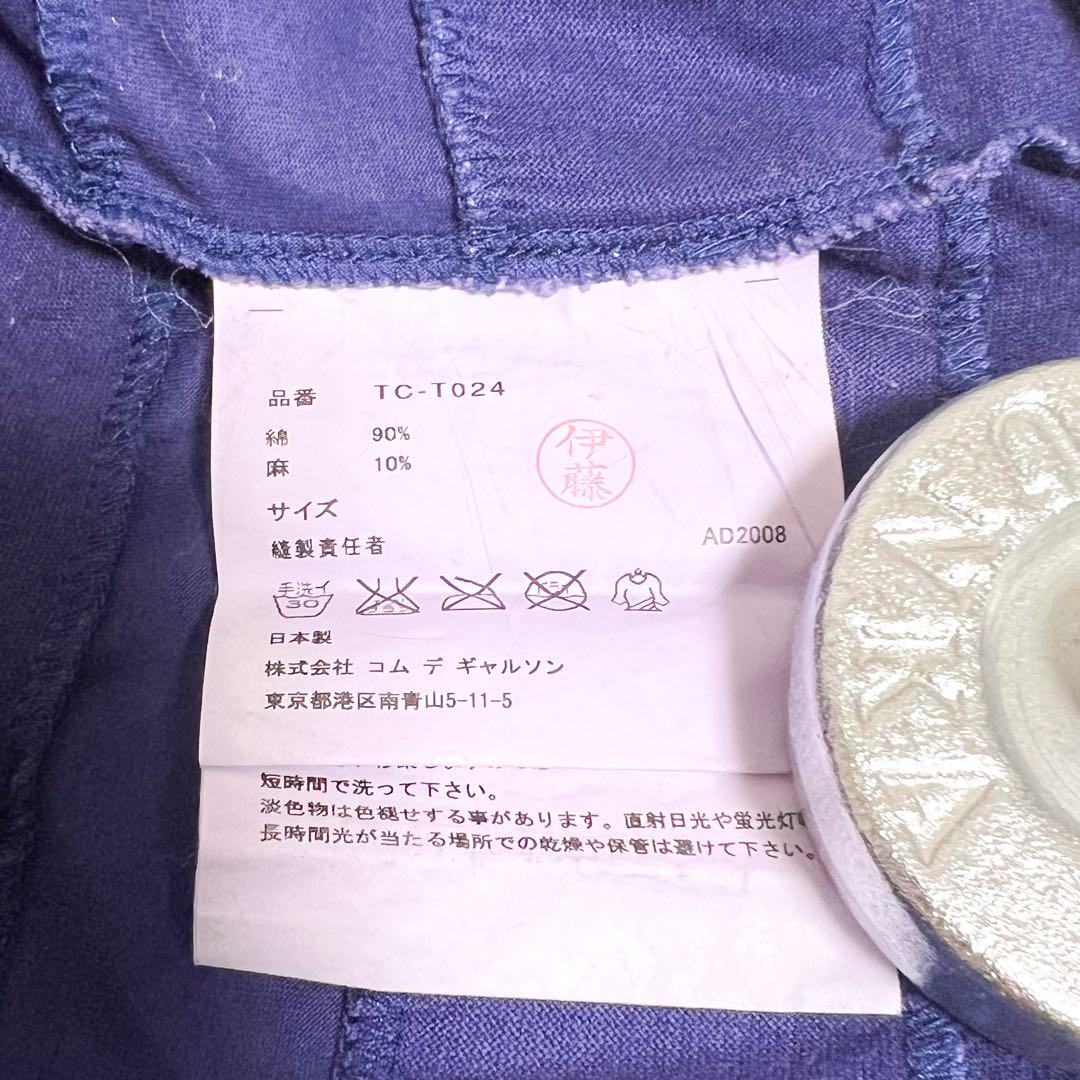 品番 TC-T024
綿 90%
麻 10%
伊藤
サイズ
縫製責任者
AD2008
手洗イ 30 ドライ
日本製
株式会社 コム デ ギャルソン
東京都港区南青山5-11-5
短時間で洗って下さい。
淡色物は色褪せする事があります。直射日光や蛍光灯
長時間光が当たる場所での乾燥や保管は避けて下さい。